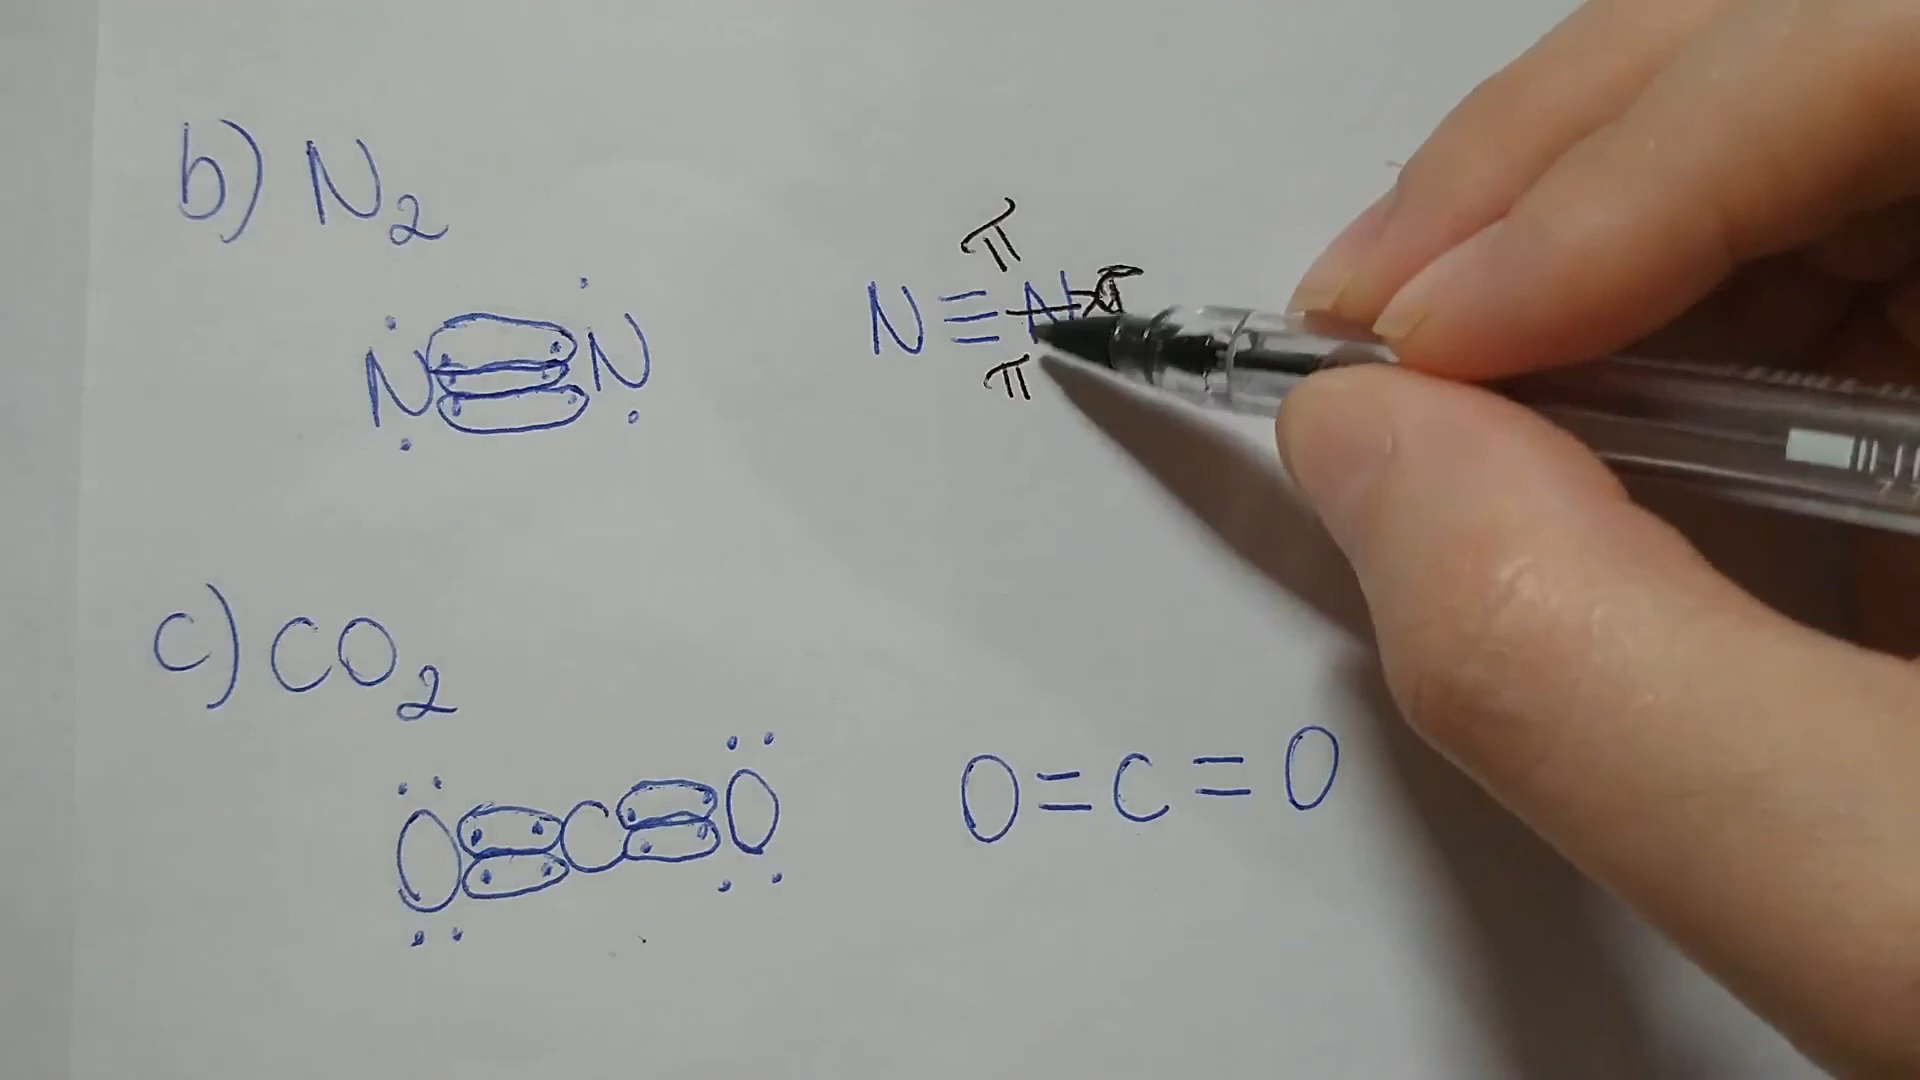 b) N₂
π
N≡N σ
π
N N
c) CO₂
O C O
O=C=O